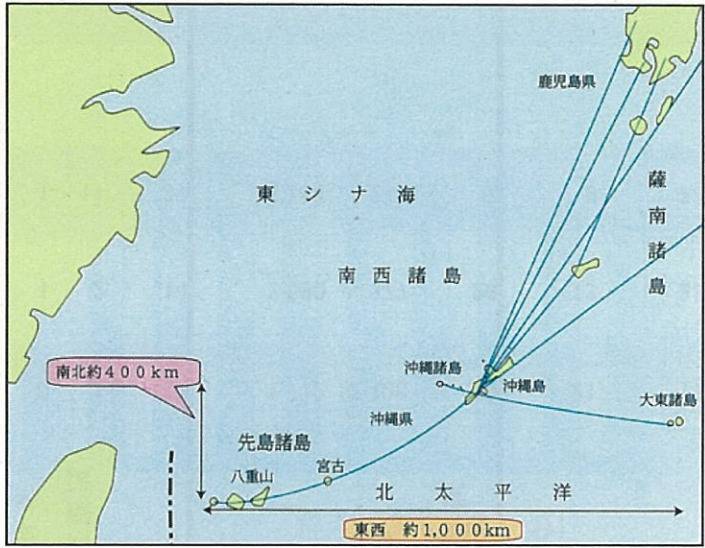 鹿児島県
薩南諸島
東シナ海
南西諸島
南北約400km
沖縄諸島
沖縄島
大東諸島
沖縄県
先島諸島
宮古
八重山
北太平洋
東西 約1,000km